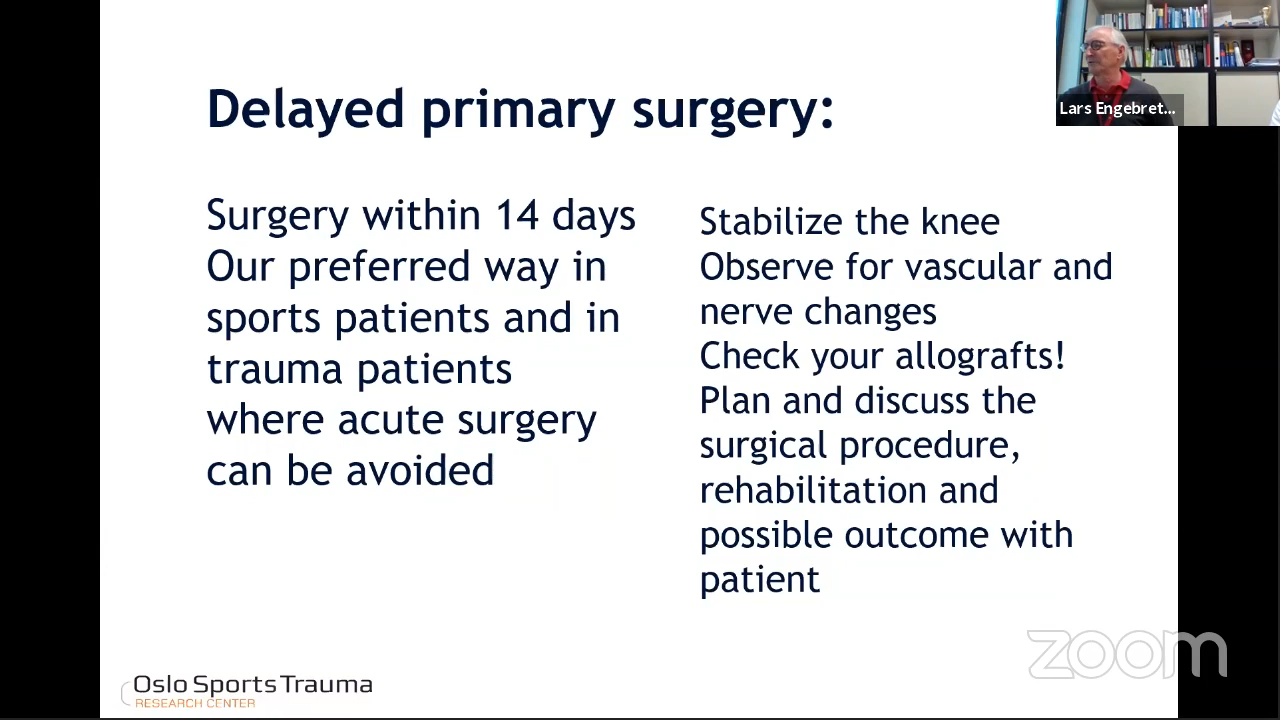 Delayed primary surgery:
Surgery within 14 days
Our preferred way in
sports patients and in
trauma patients
where acute surgery
can be avoided
Stabilize the knee
Observe for vascular and
nerve changes
Check your allografts!
Plan and discuss the
surgical procedure,
rehabilitation and
possible outcome with
patient
Lars Engebret...
Oslo Sports Trauma
RESEARCH CENTER
zoom